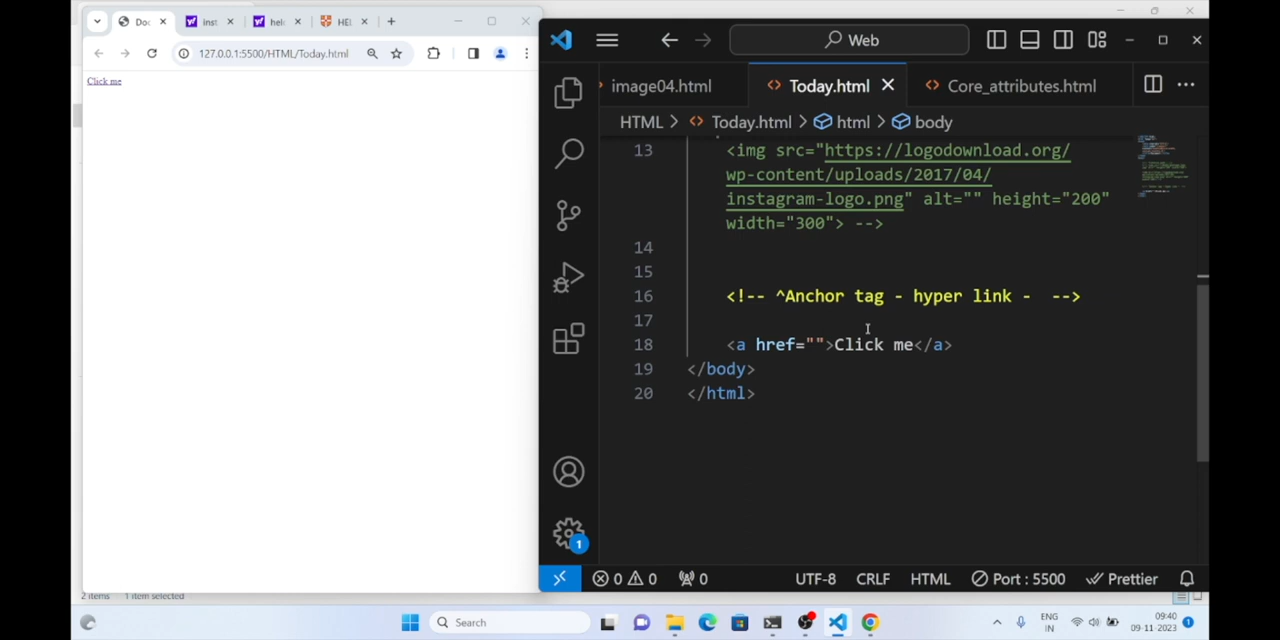 Doc
inst
helo
HEL
127.0.0.1:5500/HTML/Today.html
Click me
2 items 1 item selected
Web
image04.html
Today.html
Core_attributes.html
HTML > Today.html > html > body
13 <img src="https://logodownload.org/
wp-content/uploads/2017/04/
instagram-logo.png" alt="" height="200"
width="300"> -->
14
15
16 <!-- ^Anchor tag - hyper link - -->
17
18 <a href="">Click me</a>
19 </body>
20 </html>
1
0 0 0 UTF-8 CRLF HTML Port : 5500 Prettier
Search
ENG
IN
09:40
09-11-2023
1